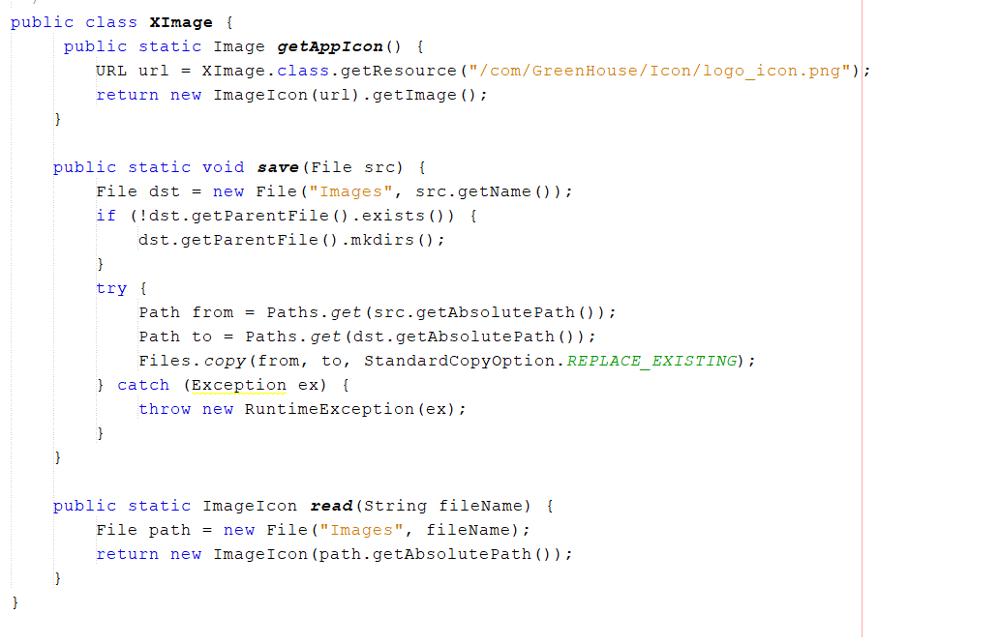 public class XImage {
public static Image getAppIcon() {
URL url = XImage.class.getResource("/com/GreenHouse/Icon/logo_icon.png");
return new ImageIcon(url).getImage();
}
public static void save(File src) {
File dst = new File("Images", src.getName());
if (!dst.getParentFile().exists()) {
dst.getParentFile().mkdirs();
}
try {
Path from = Paths.get(src.getAbsolutePath());
Path to = Paths.get(dst.getAbsolutePath());
Files.copy(from, to, StandardCopyOption.REPLACE_EXISTING);
} catch (Exception ex) {
throw new RuntimeException(ex);
}
}
public static ImageIcon read(String fileName) {
File path = new File("Images", fileName);
return new ImageIcon(path.getAbsolutePath());
}
}